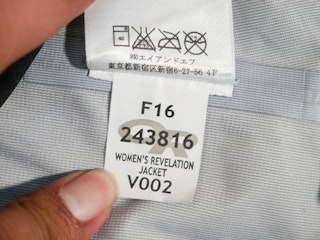 ㈱エイアンドエフ
東京都新宿区新宿6-27-56 4F
F16
243816
WOMEN'S REVELATION
JACKET
V002